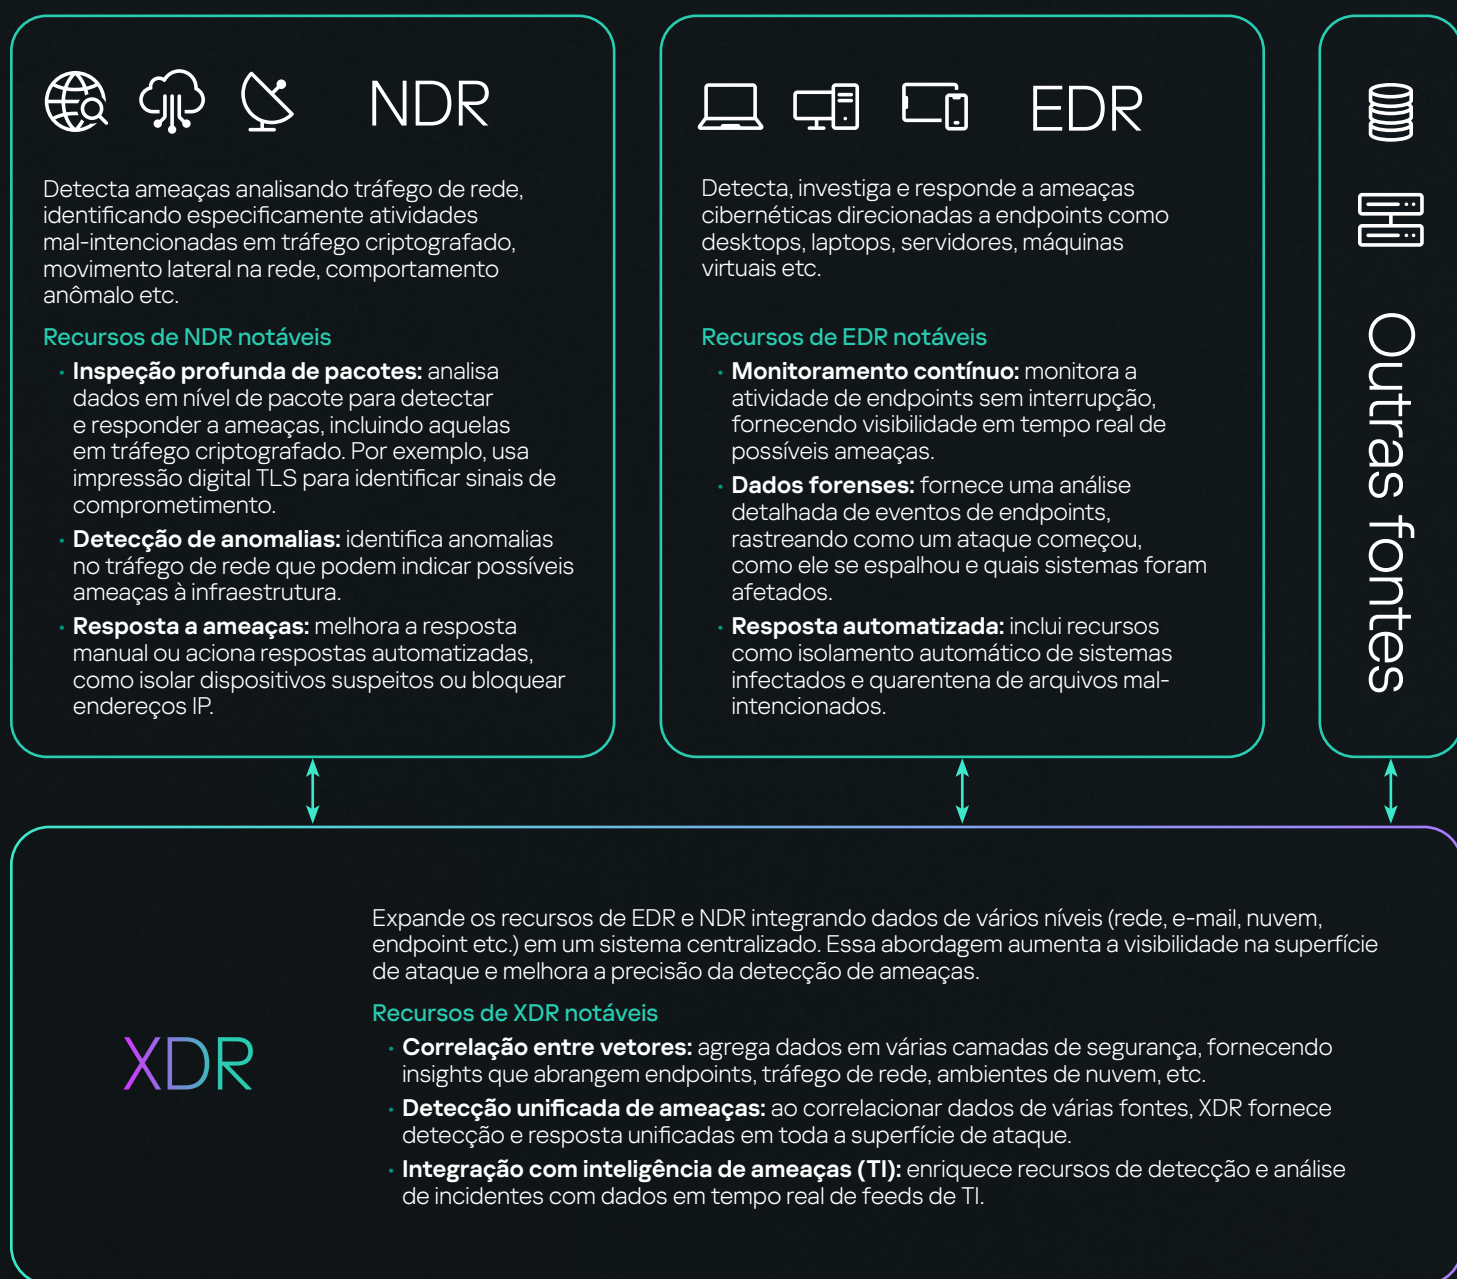 NDR
Detecta ameaças analisando tráfego de rede,
identificando especificamente atividades
mal-intencionadas em tráfego criptografado,
movimento lateral na rede, comportamento
anômalo etc.
Recursos de NDR notáveis
· Inspeção profunda de pacotes: analisa
dados em nível de pacote para detectar
e responder a ameaças, incluindo aquelas
em tráfego criptografado. Por exemplo, usa
impressão digital TLS para identificar sinais de
comprometimento.
· Detecção de anomalias: identifica anomalias
no tráfego de rede que podem indicar possíveis
ameaças à infraestrutura.
· Resposta a ameaças: melhora a resposta
manual ou aciona respostas automatizadas,
como isolar dispositivos suspeitos ou bloquear
endereços IP.
EDR
Detecta, investiga e responde a ameaças
cibernéticas direcionadas a endpoints como
desktops, laptops, servidores, máquinas
virtuais etc.
Recursos de EDR notáveis
· Monitoramento contínuo: monitora a
atividade de endpoints sem interrupção,
fornecendo visibilidade em tempo real de
possíveis ameaças.
· Dados forenses: fornece uma análise
detalhada de eventos de endpoints,
rastreando como um ataque começou,
como ele se espalhou e quais sistemas foram
afetados.
· Resposta automatizada: inclui recursos
como isolamento automático de sistemas
infectados e quarentena de arquivos mal-
intencionados.
Outras fontes
XDR
Expande os recursos de EDR e NDR integrando dados de vários níveis (rede, e-mail, nuvem,
endpoint etc.) em um sistema centralizado. Essa abordagem aumenta a visibilidade na superfície
de ataque e melhora a precisão da detecção de ameaças.
Recursos de XDR notáveis
· Correlação entre vetores: agrega dados em várias camadas de segurança, fornecendo
insights que abrangem endpoints, tráfego de rede, ambientes de nuvem, etc.
· Detecção unificada de ameaças: ao correlacionar dados de várias fontes, XDR fornece
detecção e resposta unificadas em toda a superfície de ataque.
· Integração com inteligência de ameaças (TI): enriquece recursos de detecção e análise
de incidentes com dados em tempo real de feeds de TI.